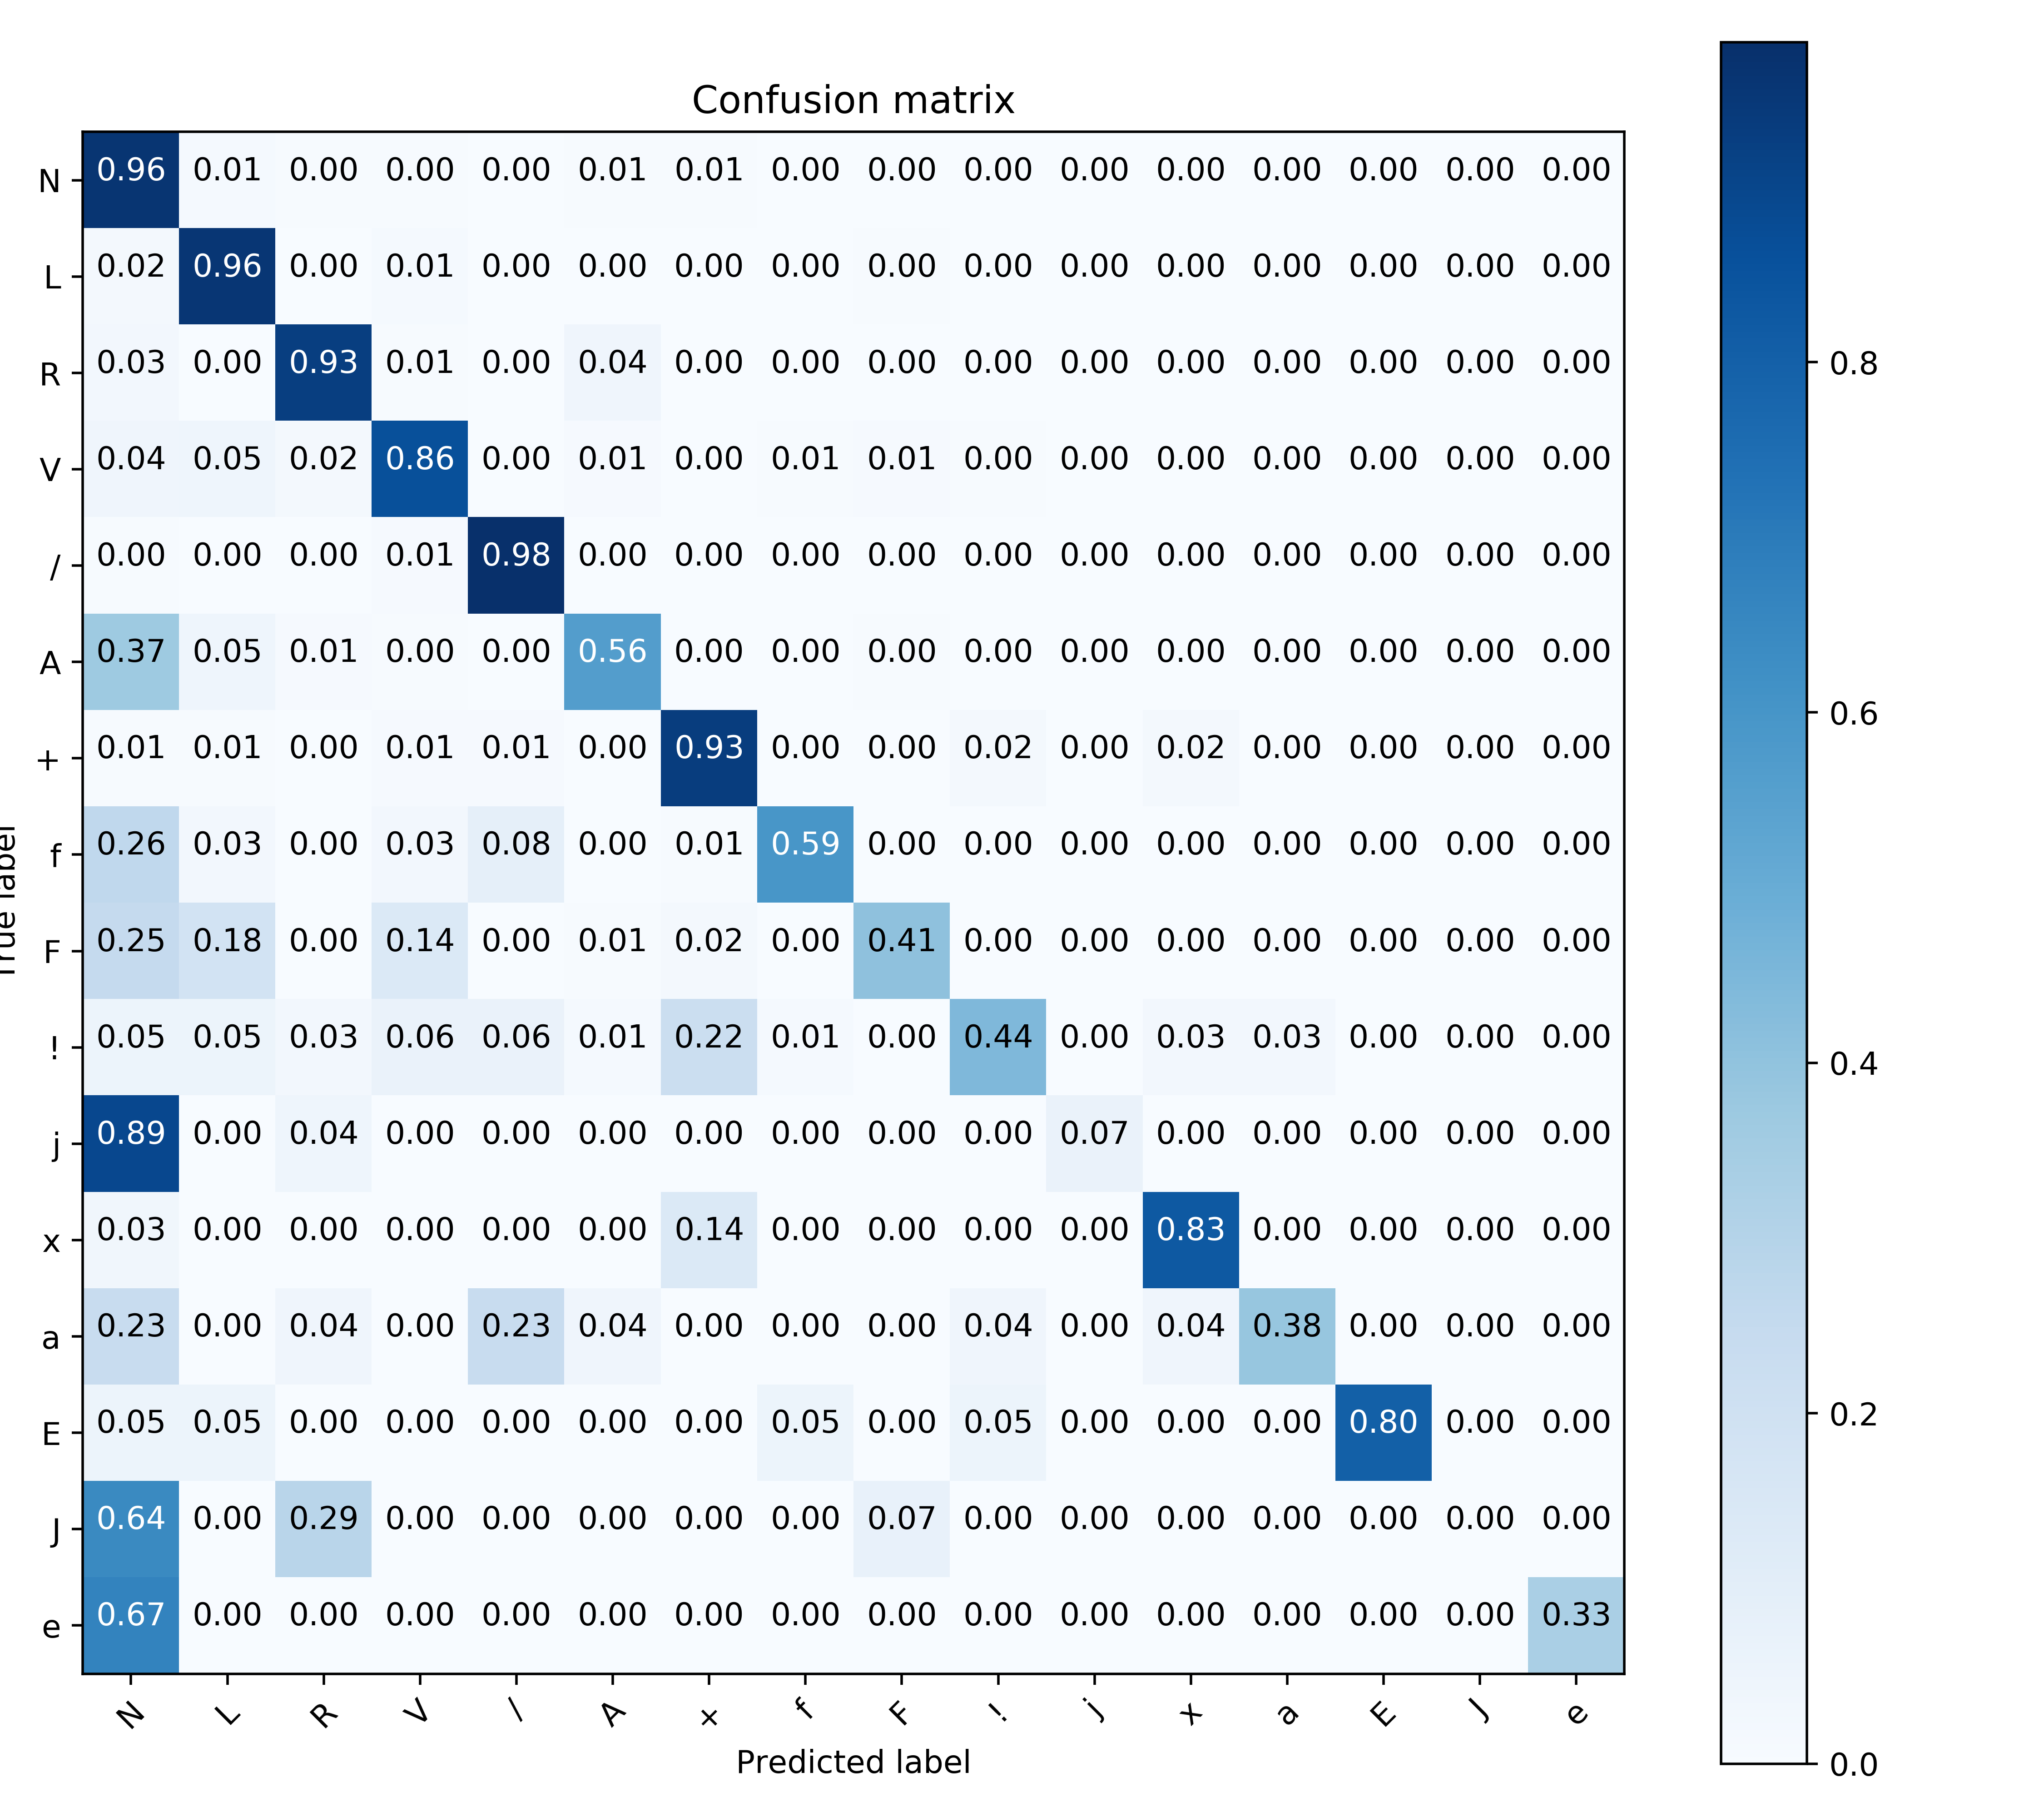 Confusion matrix
N 0.96 0.01 0.00 0.00 0.00 0.01 0.01 0.00 0.00 0.00 0.00 0.00 0.00 0.00 0.00 0.00
L 0.02 0.96 0.00 0.01 0.00 0.00 0.00 0.00 0.00 0.00 0.00 0.00 0.00 0.00 0.00 0.00
R 0.03 0.00 0.93 0.01 0.00 0.04 0.00 0.00 0.00 0.00 0.00 0.00 0.00 0.00 0.00 0.00
V 0.04 0.05 0.02 0.86 0.00 0.01 0.00 0.01 0.01 0.00 0.00 0.00 0.00 0.00 0.00 0.00
/ 0.00 0.00 0.00 0.01 0.98 0.00 0.00 0.00 0.00 0.00 0.00 0.00 0.00 0.00 0.00 0.00
A 0.37 0.05 0.01 0.00 0.00 0.56 0.00 0.00 0.00 0.00 0.00 0.00 0.00 0.00 0.00 0.00
+ 0.01 0.01 0.00 0.01 0.01 0.00 0.93 0.00 0.00 0.02 0.00 0.02 0.00 0.00 0.00 0.00
f 0.26 0.03 0.00 0.03 0.08 0.00 0.01 0.59 0.00 0.00 0.00 0.00 0.00 0.00 0.00 0.00
F 0.25 0.18 0.00 0.14 0.00 0.01 0.02 0.00 0.41 0.00 0.00 0.00 0.00 0.00 0.00 0.00
! 0.05 0.05 0.03 0.06 0.06 0.01 0.22 0.01 0.00 0.44 0.00 0.03 0.03 0.00 0.00 0.00
j 0.89 0.00 0.04 0.00 0.00 0.00 0.00 0.00 0.00 0.00 0.07 0.00 0.00 0.00 0.00 0.00
x 0.03 0.00 0.00 0.00 0.00 0.00 0.14 0.00 0.00 0.00 0.00 0.83 0.00 0.00 0.00 0.00
a 0.23 0.00 0.04 0.00 0.23 0.04 0.00 0.00 0.00 0.04 0.00 0.04 0.38 0.00 0.00 0.00
E 0.05 0.05 0.00 0.00 0.00 0.00 0.00 0.05 0.00 0.05 0.00 0.00 0.00 0.80 0.00 0.00
J 0.64 0.00 0.29 0.00 0.00 0.00 0.00 0.00 0.07 0.00 0.00 0.00 0.00 0.00 0.00 0.00
e 0.67 0.00 0.00 0.00 0.00 0.00 0.00 0.00 0.00 0.00 0.00 0.00 0.00 0.00 0.00 0.33
N L R V / A + f F ! j x a E J e
Predicted label
True label
0.8
0.6
0.4
0.2
0.0